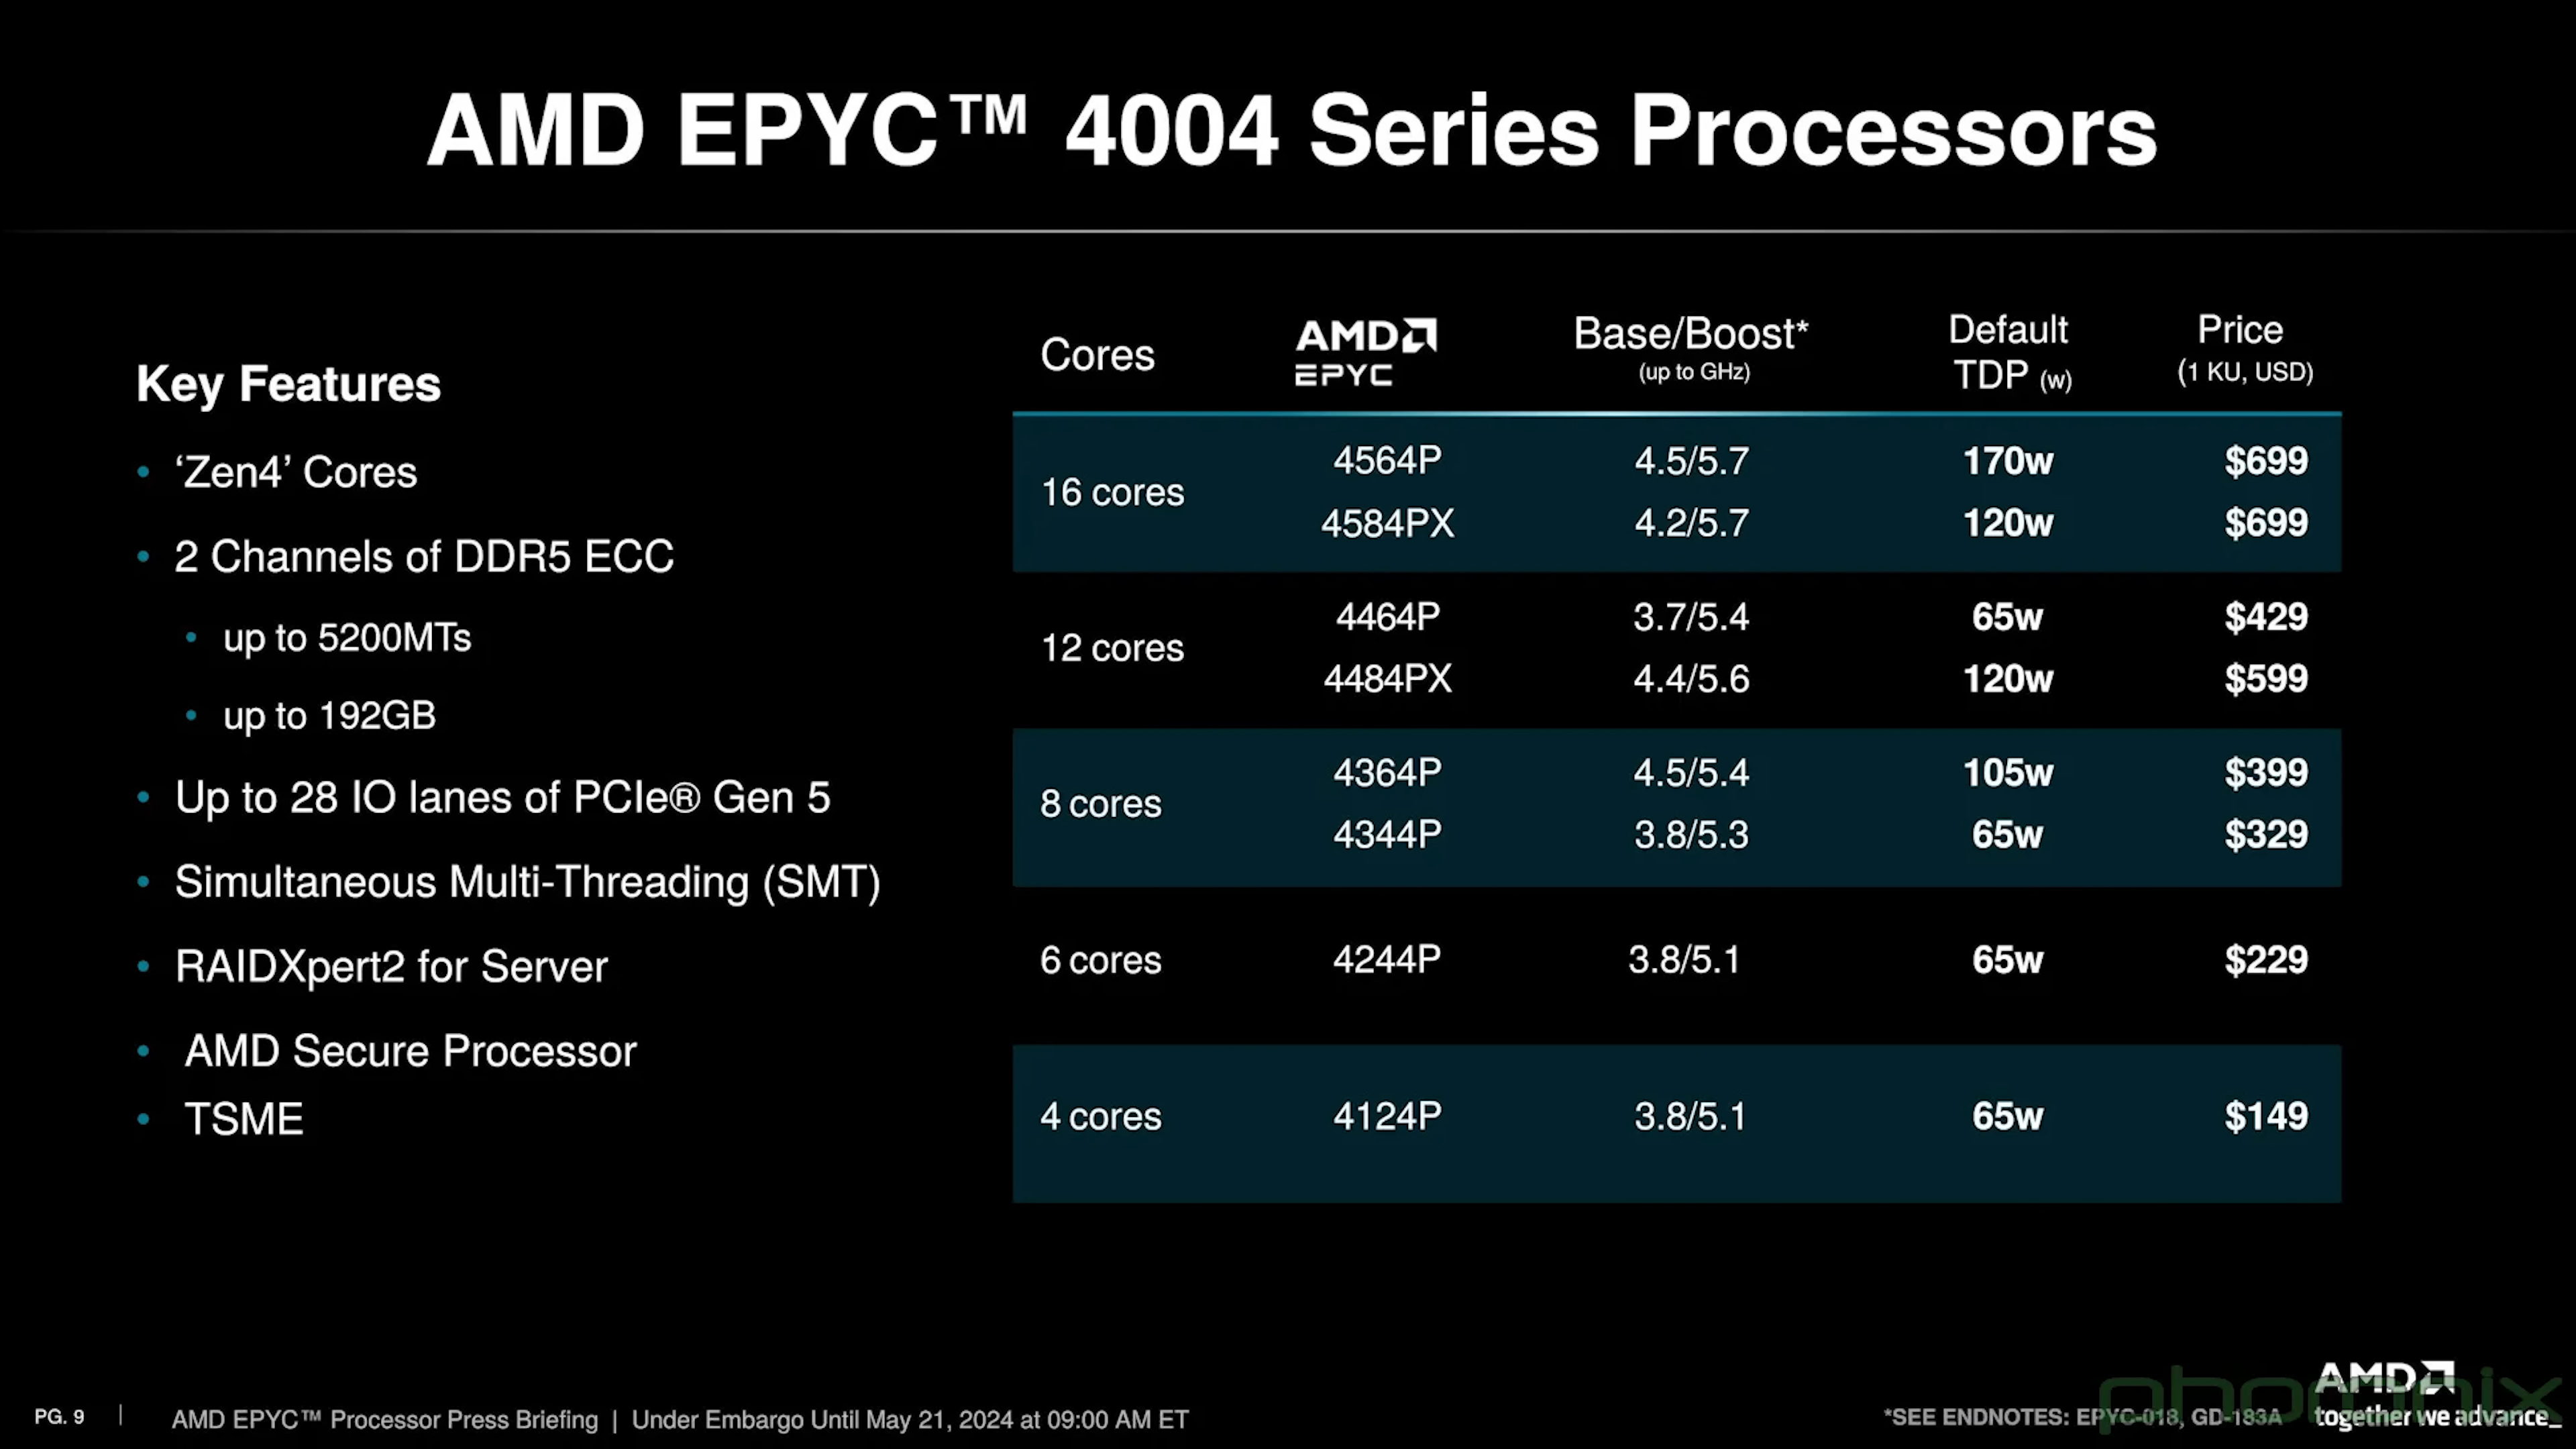 AMD EPYC™ 4004 Series Processors
Key Features
• ‘Zen4’ Cores
• 2 Channels of DDR5 ECC
• up to 5200MTs
• up to 192GB
• Up to 28 IO lanes of PCIe® Gen 5
• Simultaneous Multi-Threading (SMT)
• RAIDXpert2 for Server
• AMD Secure Processor
• TSME
Cores AMD EPYC Base/Boost* (up to GHz) Default TDP (w) Price (1 KU, USD)
16 cores 4564P 4.5/5.7 170w $699
4584PX 4.2/5.7 120w $699
12 cores 4464P 3.7/5.4 65w $429
4484PX 4.4/5.6 120w $599
8 cores 4364P 4.5/5.4 105w $399
4344P 3.8/5.3 65w $329
6 cores 4244P 3.8/5.1 65w $229
4 cores 4124P 3.8/5.1 65w $149
PG. 9 | AMD EPYC™ Processor Press Briefing | Under Embargo Until May 21, 2024 at 09:00 AM ET
*SEE ENDNOTES: EPYC-018, GD-183A
AMD
together we advance_
phoronix